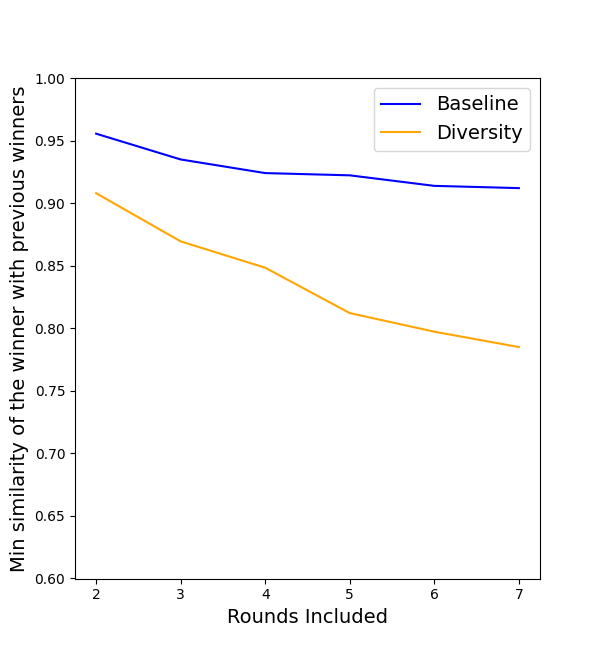 Min similarity of the winner with previous winners
1.00
0.95
0.90
0.85
0.80
0.75
0.70
0.65
0.60
Baseline
Diversity
2 3 4 5 6 7
Rounds Included